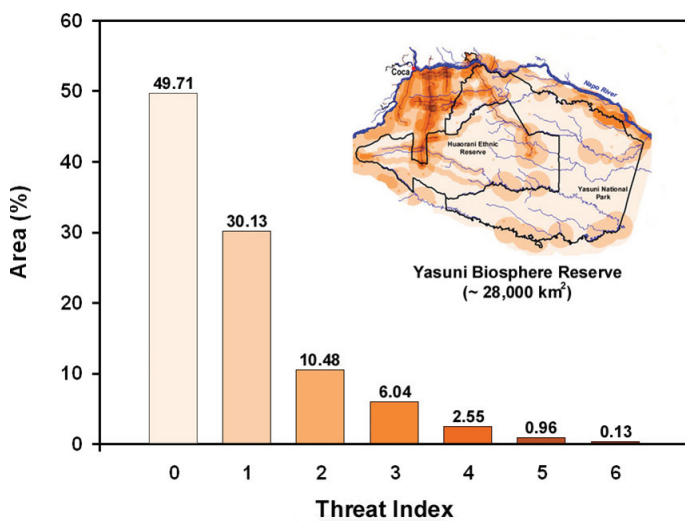 60
50
40
30
20
10
0
Area (%)
49.71
30.13
10.48
6.04
2.55
0.96
0.13
0 1 2 3 4 5 6
Threat Index
Coca
Napo River
Huaorani Ethnic
Reserve
Yasuni National
Park
Yasuni Biosphere Reserve
(~ 28,000 km²)